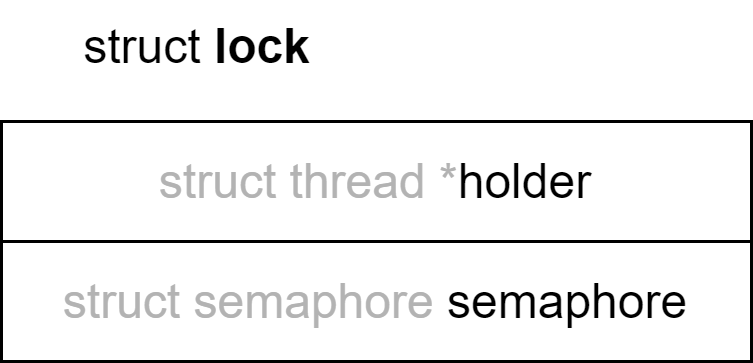 struct lock
struct thread *holder
struct semaphore semaphore